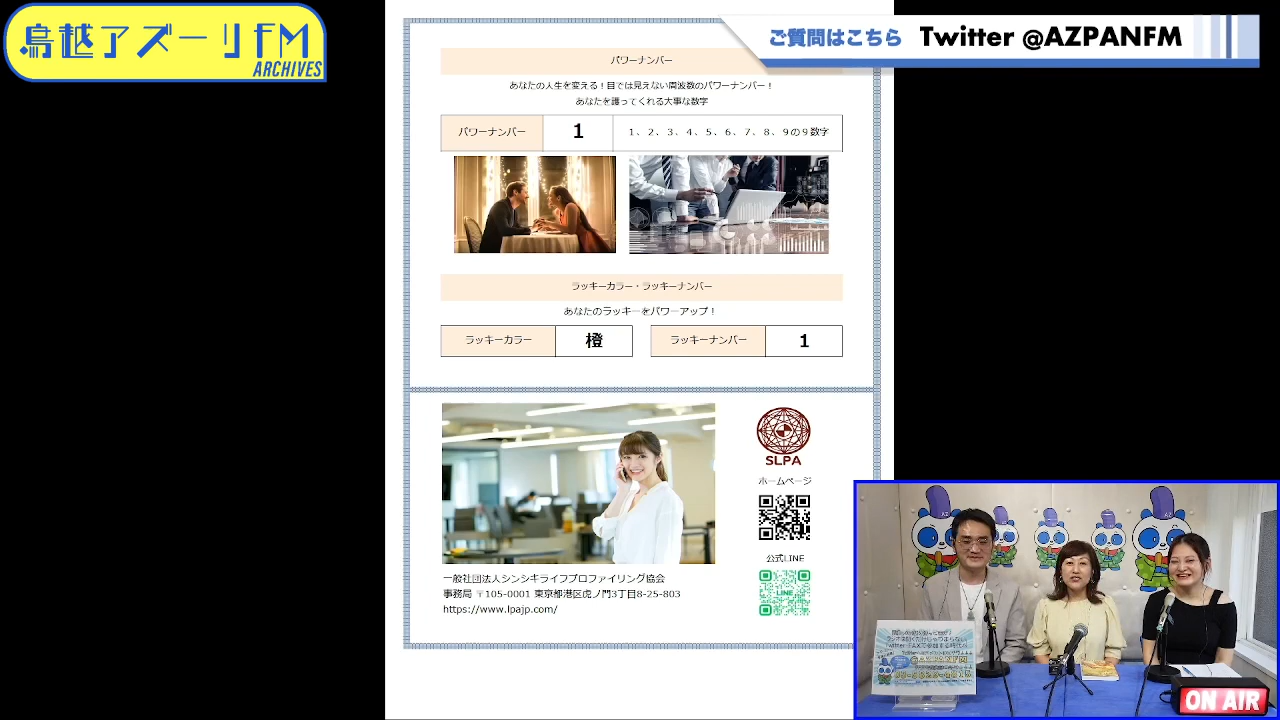 鳥越アズーリFM
ARCHIVES
ご質問はこちら Twitter @AZPANFM
パワーナンバ
あなたの人生を変える！目では見えない周波数のパワーナンバー！
あなたを護ってくれる大事な数字
パワーナンバー 1 1、2、3、4、5、6、7、8、9の9数字
ラッキーカラー・ラッキーナンバー
あなたのラッキーをパワーアップ！
ラッキーカラー 橙 ラッキーナンバー 1
SLPA
ホームページ
公式LINE
LINE
一般社団法人シンシキライフプロファイリング協会
事務局 〒105-0001 東京都港区虎ノ門3丁目8-25-803
https://www.lpajp.com/
ON AIR